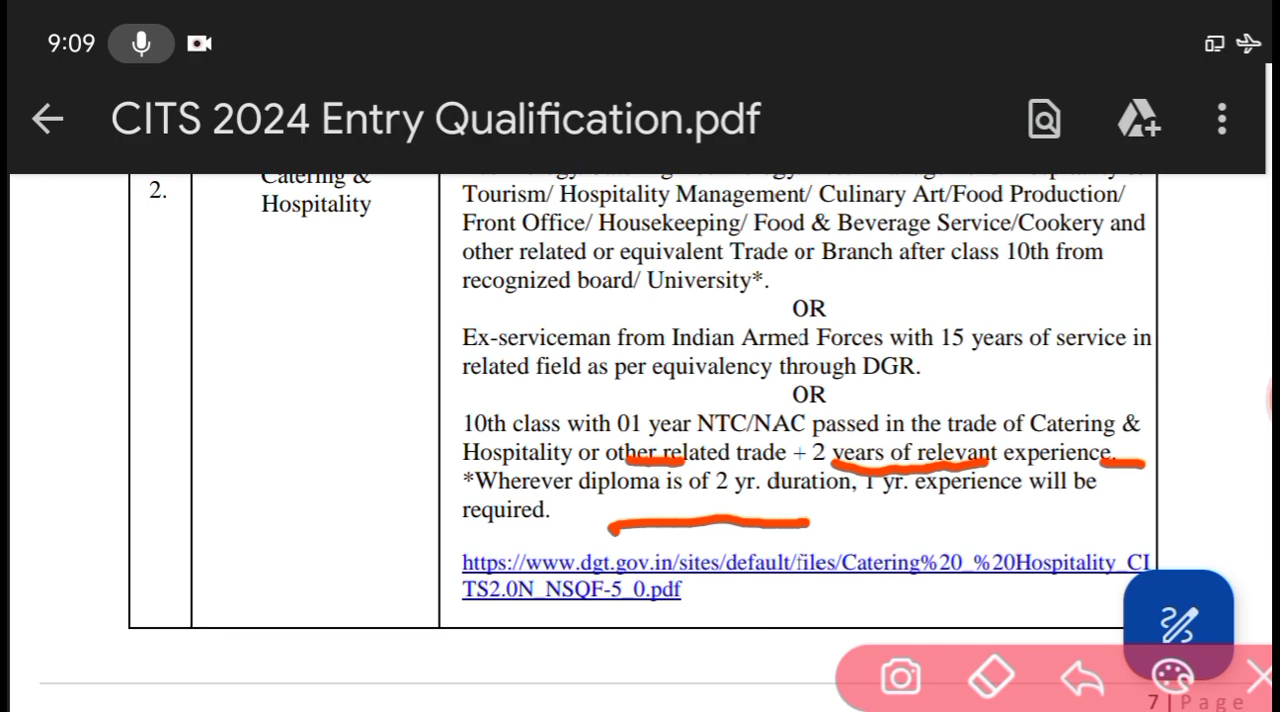 9:09
CITS 2024 Entry Qualification.pdf
Catering &
2.
Hospitality
Tourism/ Hospitality Management/ Culinary Art/Food Production/
Front Office/ Housekeeping/ Food & Beverage Service/Cookery and
other related or equivalent Trade or Branch after class 10th from
recognized board/ University*.
OR
Ex-serviceman from Indian Armed Forces with 15 years of service in
related field as per equivalency through DGR.
OR
10th class with 01 year NTC/NAC passed in the trade of Catering &
Hospitality or other related trade + 2 years of relevant experience.
*Wherever diploma is of 2 yr. duration, 1 yr. experience will be
required.
https://www.dgt.gov.in/sites/default/files/Catering%20_%20Hospitality_CI
TS2.0N_NSQF-5_0.pdf
7 | Page